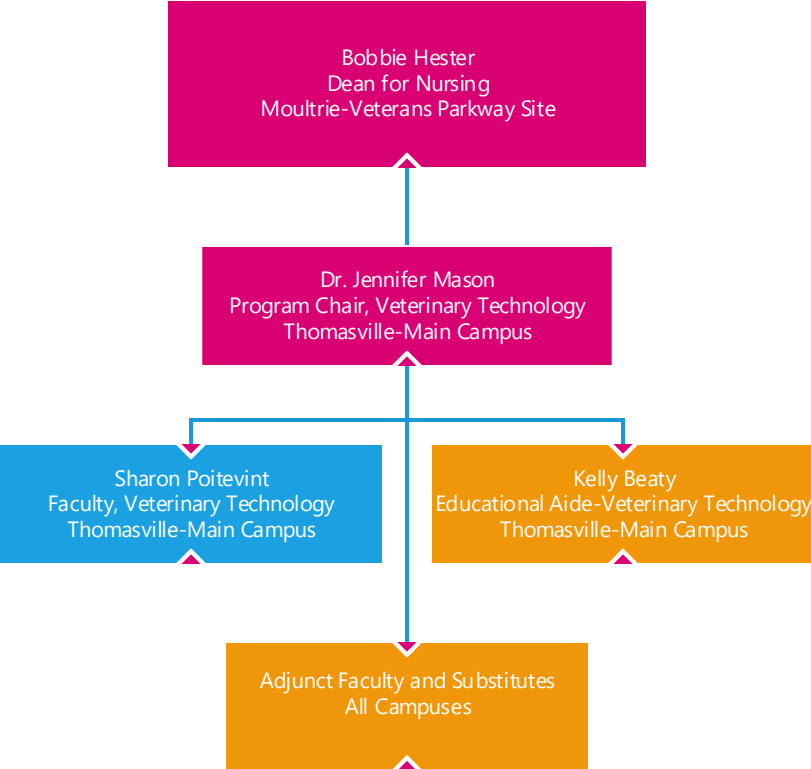 Bobbie Hester
Dean for Nursing
Moultrie-Veterans Parkway Site
Dr. Jennifer Mason
Program Chair, Veterinary Technology
Thomasville-Main Campus
Sharon Poitevint
Faculty, Veterinary Technology
Thomasville-Main Campus
Kelly Beaty
Educational Aide-Veterinary Technology
Thomasville-Main Campus
Adjunct Faculty and Substitutes
All Campuses